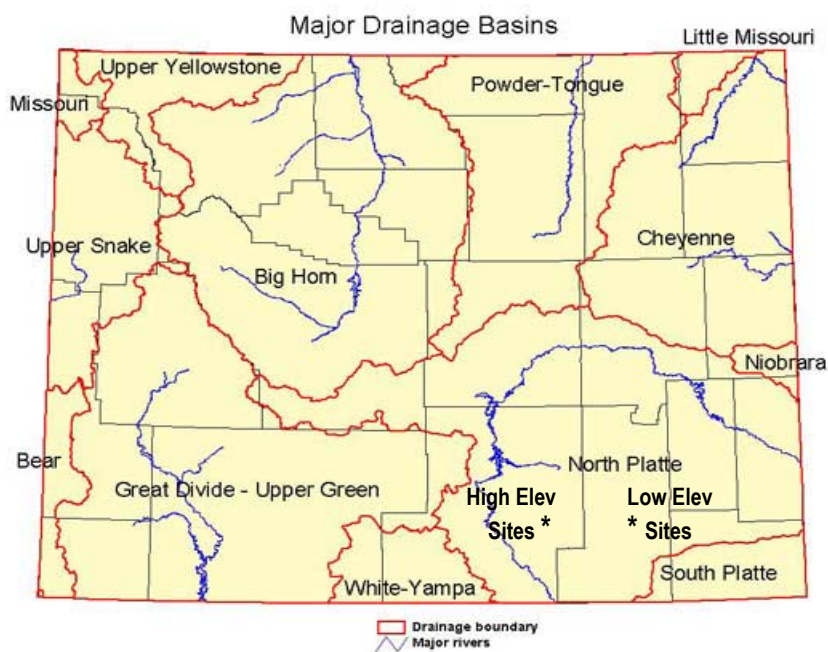 Major Drainage Basins
Little Missouri
Upper Yellowstone
Powder-Tongue
Missouri
Upper Snake
Big Horn
Cheyenne
Niobrara
Bear
Great Divide - Upper Green
North Platte
High Elev
Sites *
Low Elev
* Sites
White-Yampa
South Platte
Drainage boundary
Major rivers